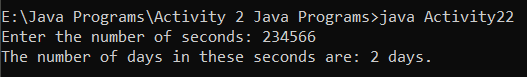 E:\Java Programs\Activity 2 Java Programs>java Activity22
Enter the number of seconds: 234566
The number of days in these seconds are: 2 days.